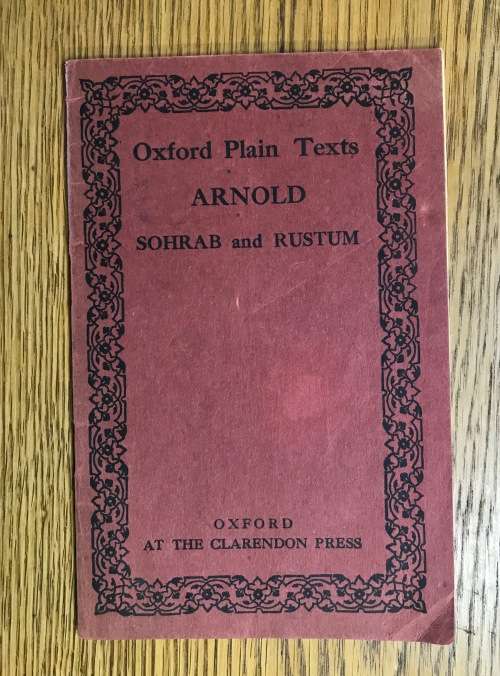 Oxford Plain Texts
ARNOLD
SOHRAB and RUSTUM
OXFORD
AT THE CLARENDON PRESS